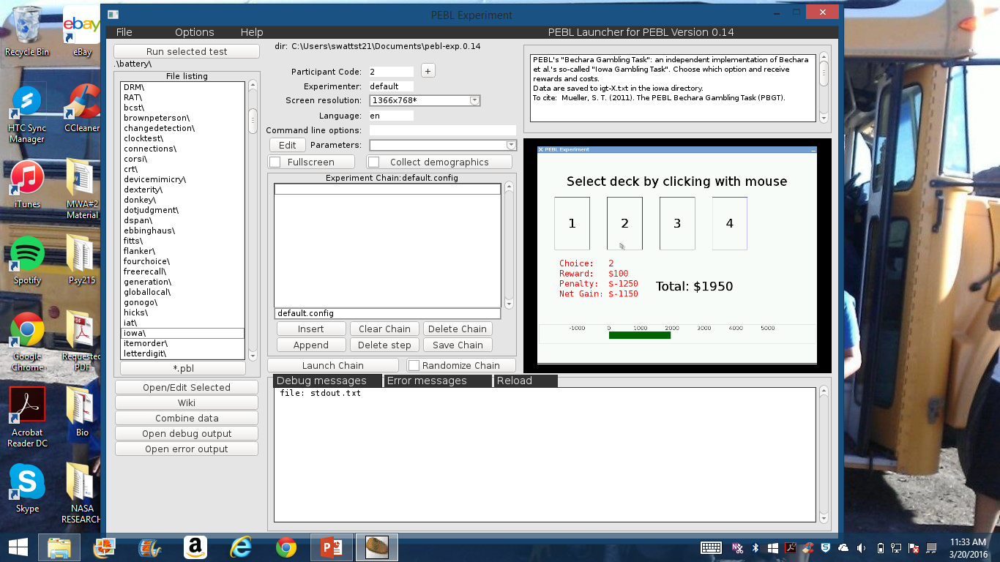 PEBL Experiment
File Options Help PEBL Launcher for PEBL Version 0.14
Run selected test
.\battery\
File listing
DRM\
RAT\
bcst\
brownpeterson\
changedetection\
clocktest\
connections\
corsi\
crt\
devicemimicry\
dexterity\
donkey\
dotjudgment\
dspan\
ebbinghaus\
fitts\
flanker\
fourchoice\
freerecall\
generation\
globallocal\
gonogo\
hicks\
iat\
iowa\
itemorder\
letterdigit\
*.pbl
Open/Edit Selected
Wiki
Combine data
Open debug output
Open error output
dir: C:\Users\swattst21\Documents\pebl-exp.0.14
Participant Code: 2 +
Experimenter: default
Screen resolution: 1366x768*
Language: en
Command line options:
Edit Parameters:
Fullscreen Collect demographics
Experiment Chain:default.config
default.config
Insert Clear Chain Delete Chain
Append Delete step Save Chain
Launch Chain Randomize Chain
PEBL's "Bechara Gambling Task": an independent implementation of Bechara
et al.'s so-called "Iowa Gambling Task". Choose which option and receive
rewards and costs.
Data are saved to igt-X.txt in the iowa directory.
To cite: Mueller, S. T. (2011). The PEBL Bechara Gambling Task (PBGT).
PEBL Experiment
Select deck by clicking with mouse
1 2 3 4
Choice: 2
Reward: $100
Penalty: $-1250
Net Gain: $-1150
Total: $1950
-1000 0 1000 2000 3000 4000 5000
Debug messages Error messages Reload
file: stdout.txt
Recycle Bin
eBay
HTC Sync
Manager
CCleaner
iTunes
MWA#2
Material
Spotify
Psy215
Google
Chrome
Requested
PDF
Acrobat
Reader DC
Bio
Skype
NASA
RESEARCH
11:33 AM
3/20/2016